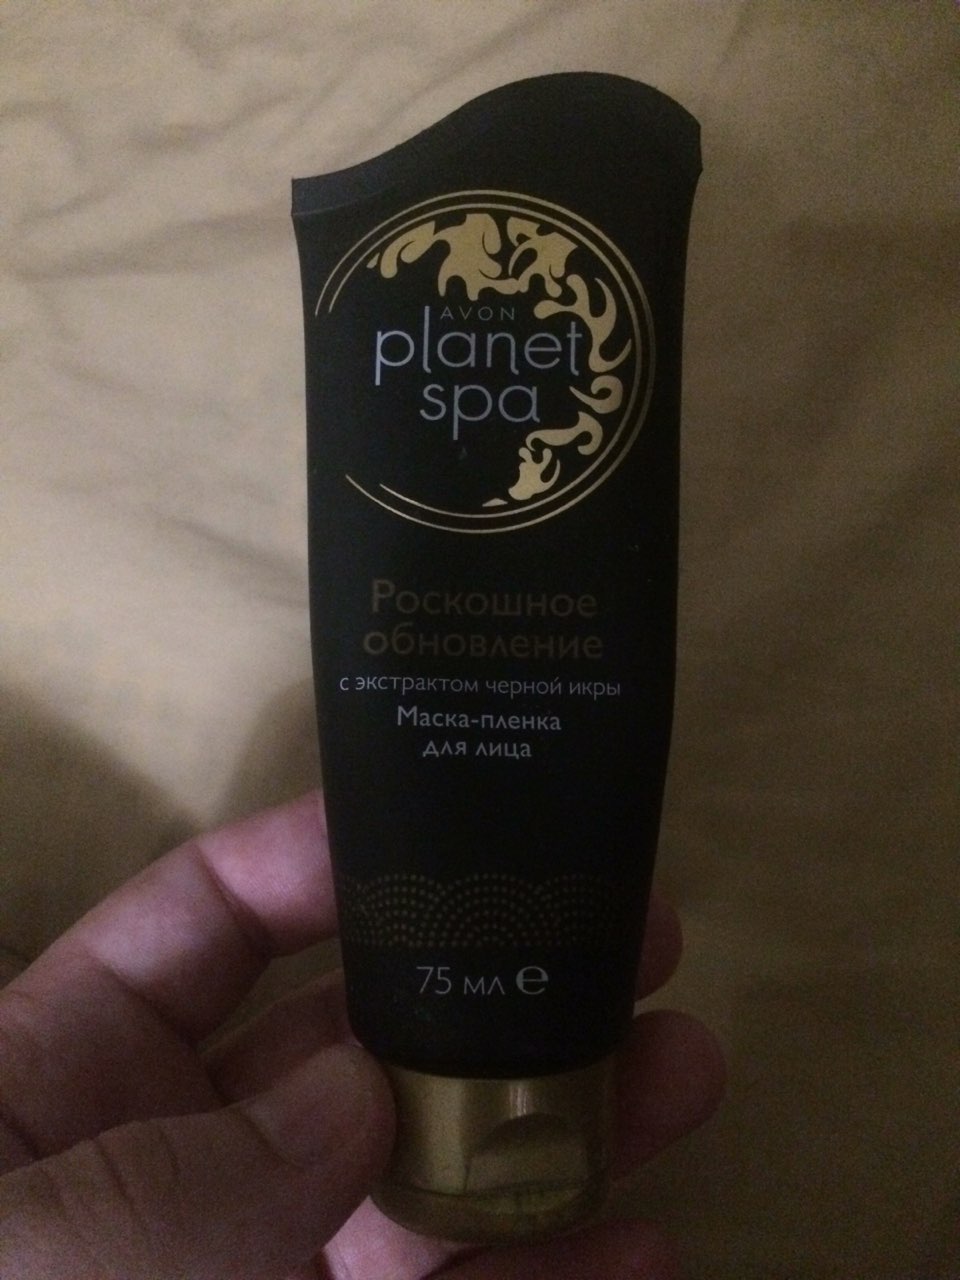 AVON
planet
spa
Роскошное
обновление
с экстрактом черной икры
Маска-пленка
для лица
75 мл ℮